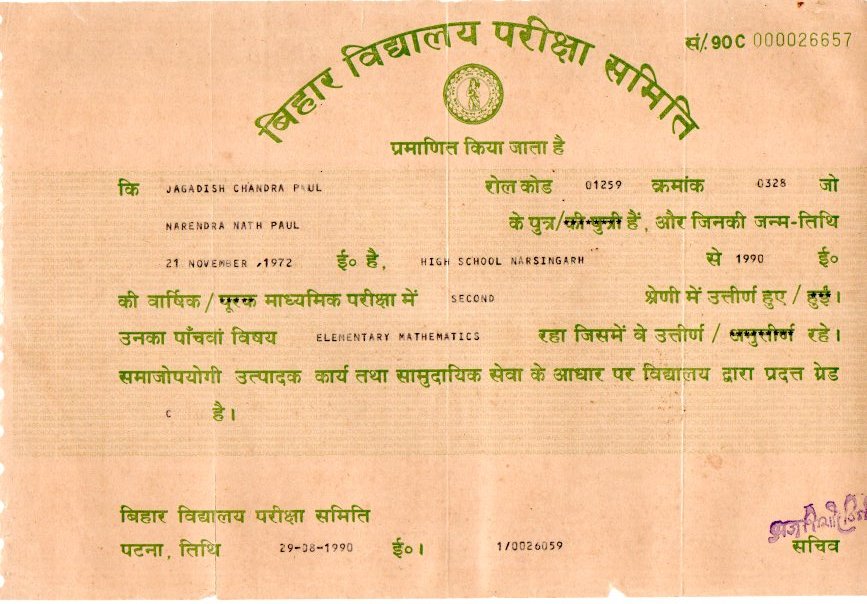 बिहार विद्यालय परीक्षा समिति
सं/. 90C 000026657
प्रमाणित किया जाता है
कि JAGADISH CHANDRA PAUL रोल कोड 01259 क्रमांक 0328 जो
NARENDRA NATH PAUL के पुत्र/की पुत्री हैं, और जिनकी जन्म-तिथि
21 NOVEMBER ,1972 ई० है, HIGH SCHOOL NARSINGARH से 1990 ई०
की वार्षिक / पूरक माध्यमिक परीक्षा में SECOND श्रेणी में उत्तीर्ण हुए / हुईं।
उनका पाँचवां विषय ELEMENTARY MATHEMATICS रहा जिसमें वे उत्तीर्ण / अनुत्तीर्ण रहे।
समाजोपयोगी उत्पादक कार्य तथा सामुदायिक सेवा के आधार पर विद्यालय द्वारा प्रदत्त ग्रेड
C है।
बिहार विद्यालय परीक्षा समिति
पटना, तिथि 29-08-1990 ई०। 1/0026059 सचिव